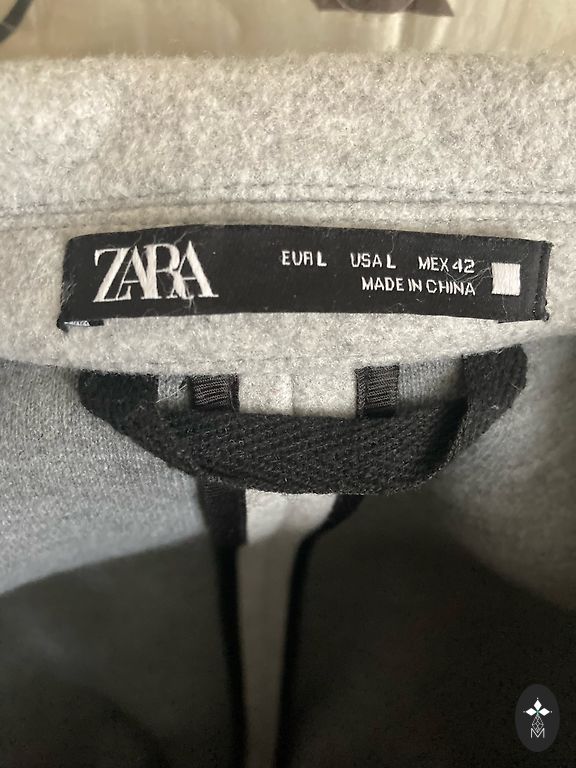 ZARA
EUR L USA L MEX 42
MADE IN CHINA
M